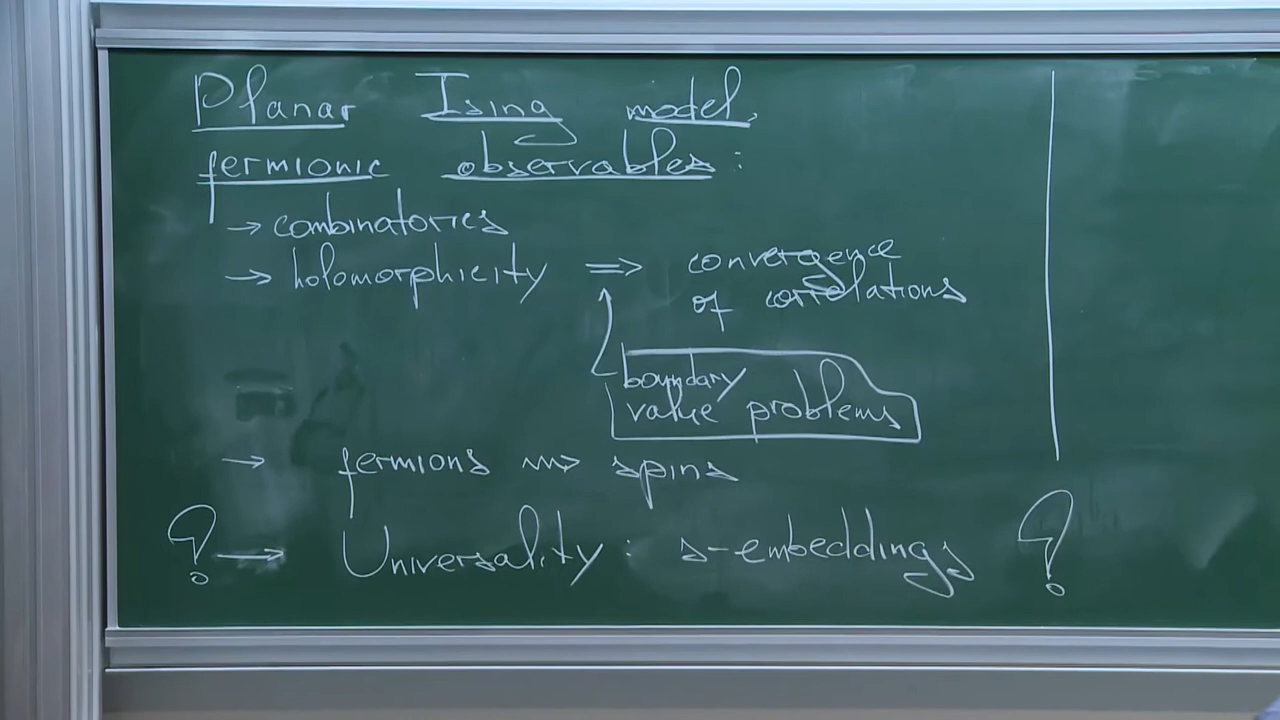 Planar Ising model,
fermionic observables:
→ combinatorics
→ holomorphicity ⇒ convergence
of correlations
boundary
value problems
→ fermions ⇝ spins
? → Universality: s-embeddings ?